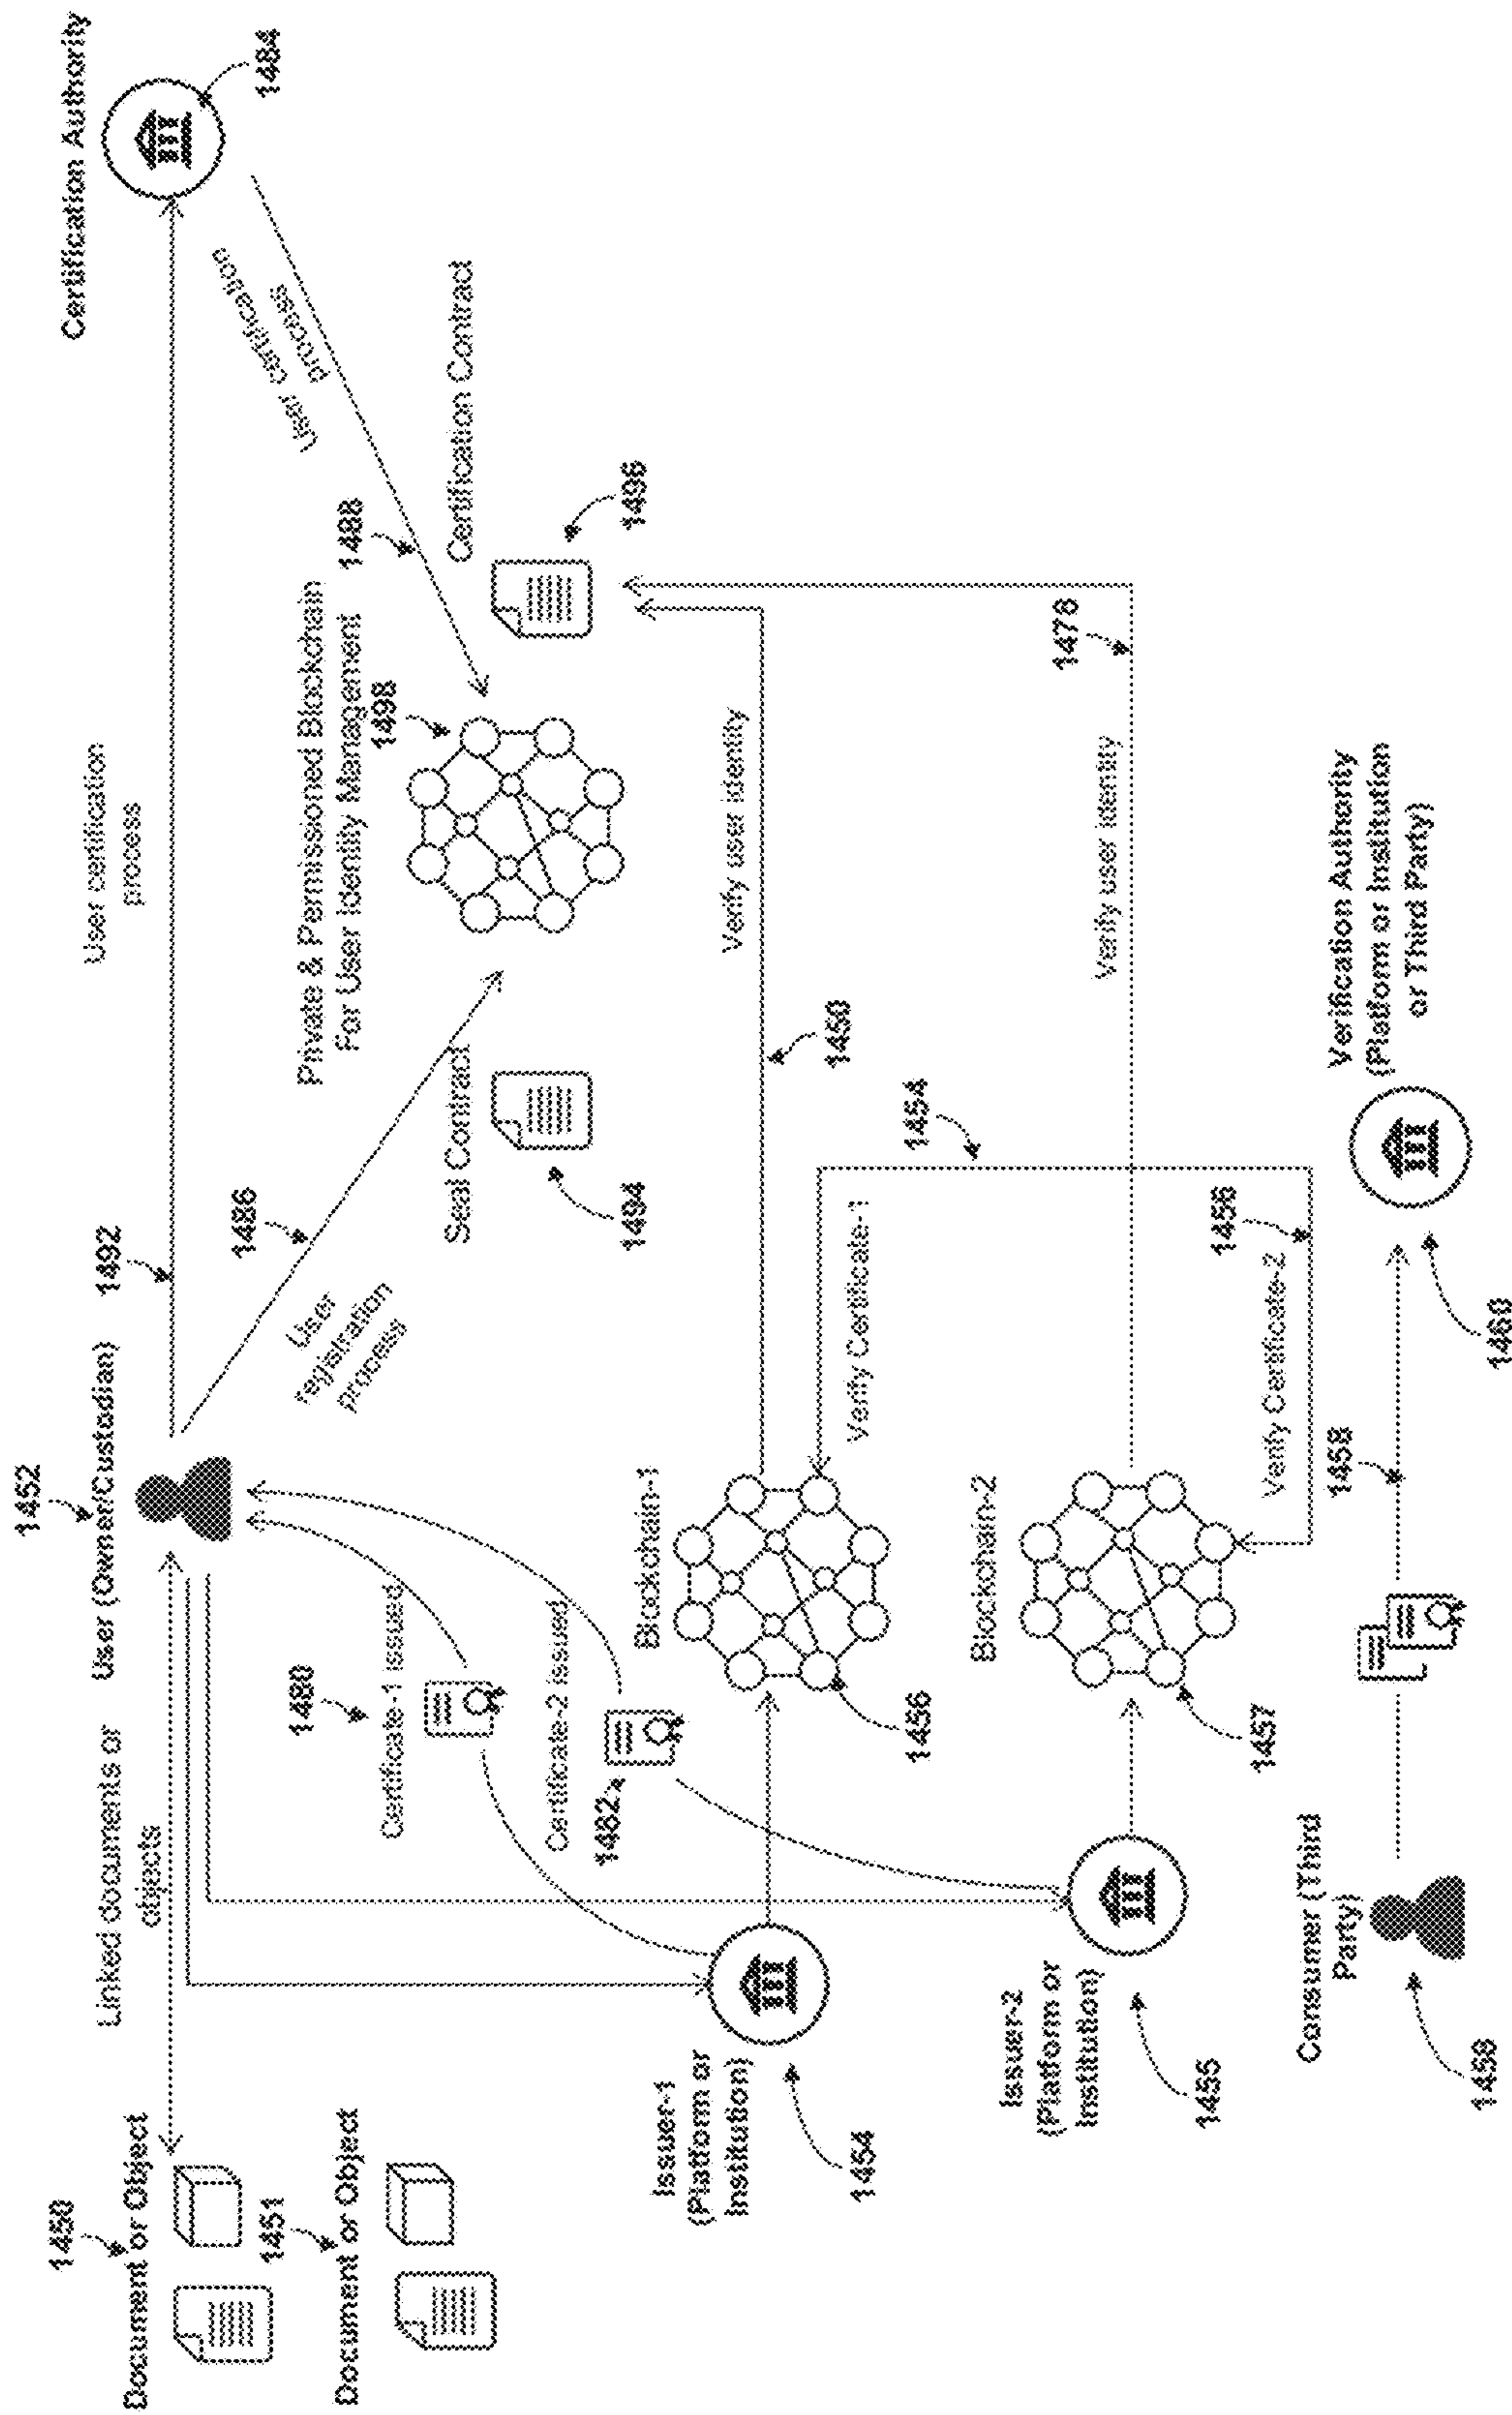 1450
Document or Object
1451
Document or Object
Linked documents or
objects
1452
User (Owner/Custodian)
1492
User certification
process
Certification Authority
1484
1486
User
registration
process
User certification
process
1488
Private & Permissioned Blockchain
For User Identity Management
1498
Seal Contract
1494
Certification Contract
1496
1480
Certificate-1 issued
Certificate-2 issued
1482
Issuer-1
(Platform or
Institution)
1454
Blockchain-1
1456
Verify user identity
1450
Verify Certificate-1
1454
Issuer-2
(Platform or
Institution)
1455
Blockchain-2
1457
Verify user identity
1476
Verify Certificate-2
1456
Consumer (Third
Party)
1458
1458
Verification Authority
(Platform or Institution
or Third Party)
1460